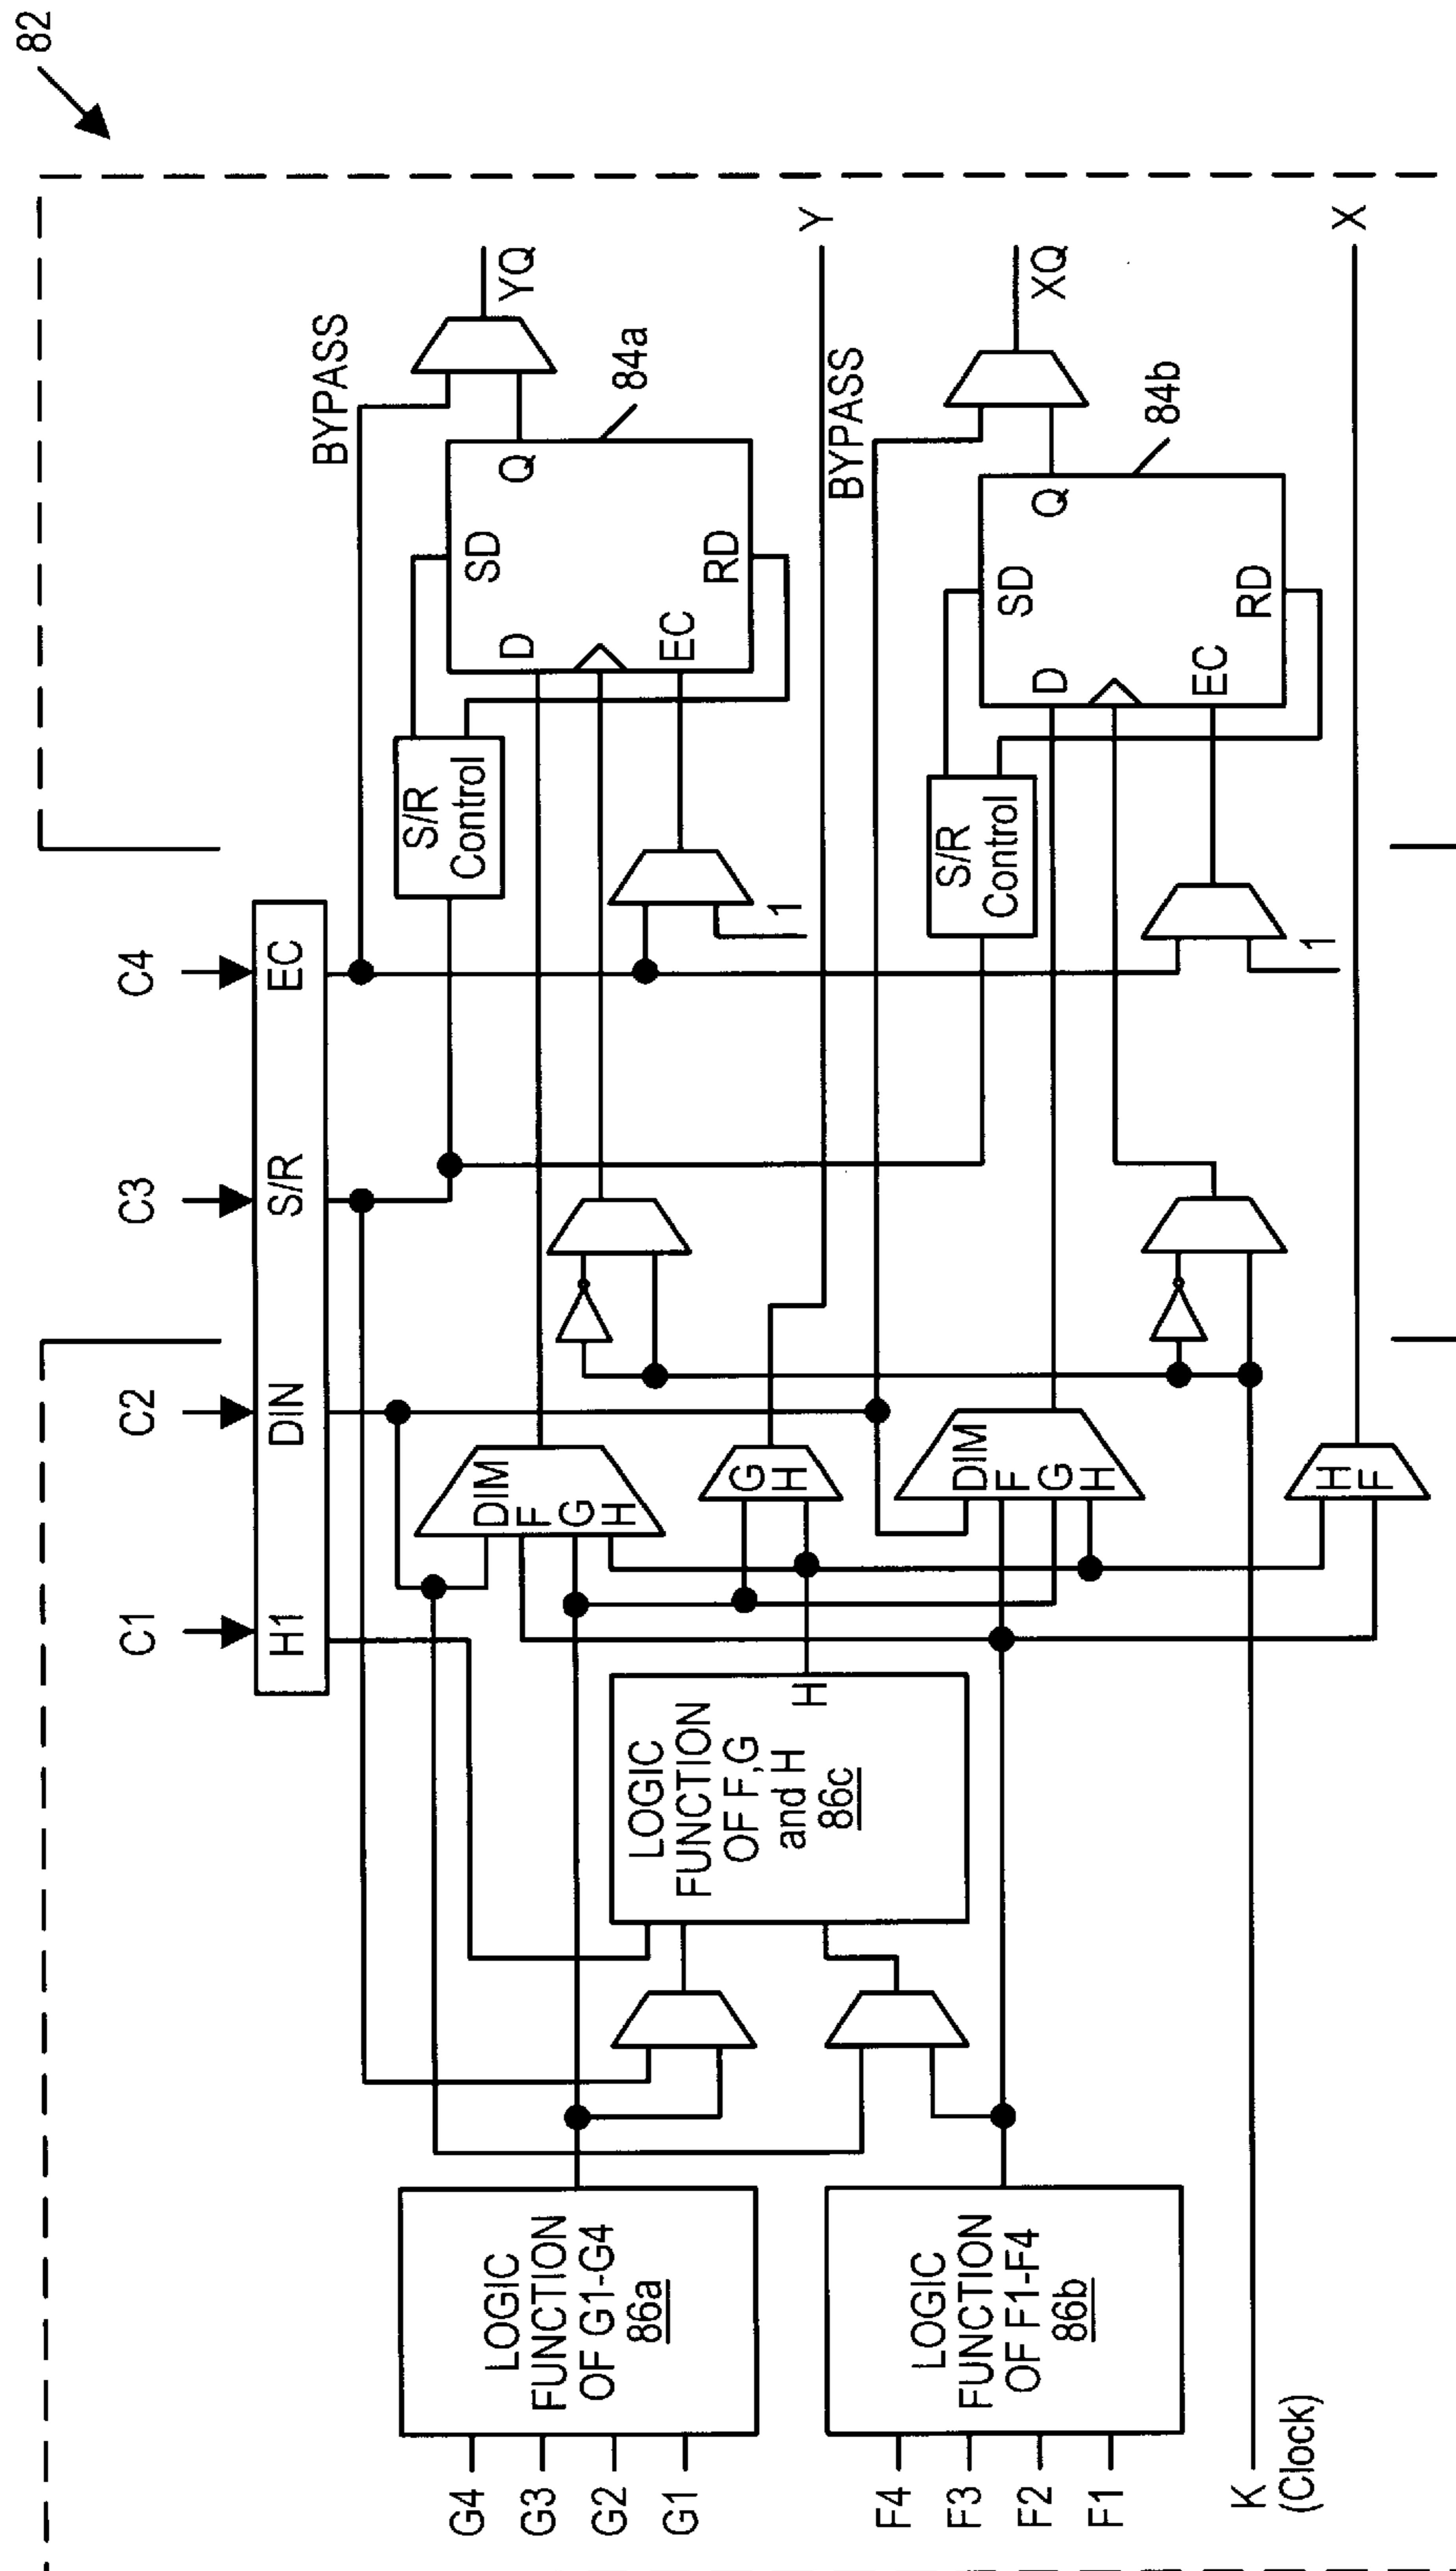 82
C1
C2
C3
C4
H1
DIN
S/R
EC
G4
G3
G2
G1
LOGIC
FUNCTION
OF G1-G4
86a
F4
F3
F2
F1
LOGIC
FUNCTION
OF F1-F4
86b
K
(Clock)
LOGIC
FUNCTION
OF F,G
and H
86c
H
DIM
F
G
H
G
H
DIM
F
G
H
H
F
S/R
Control
1
D
SD
Q
EC
RD
84a
BYPASS
YQ
Y
S/R
Control
1
D
SD
Q
EC
RD
84b
BYPASS
XQ
X